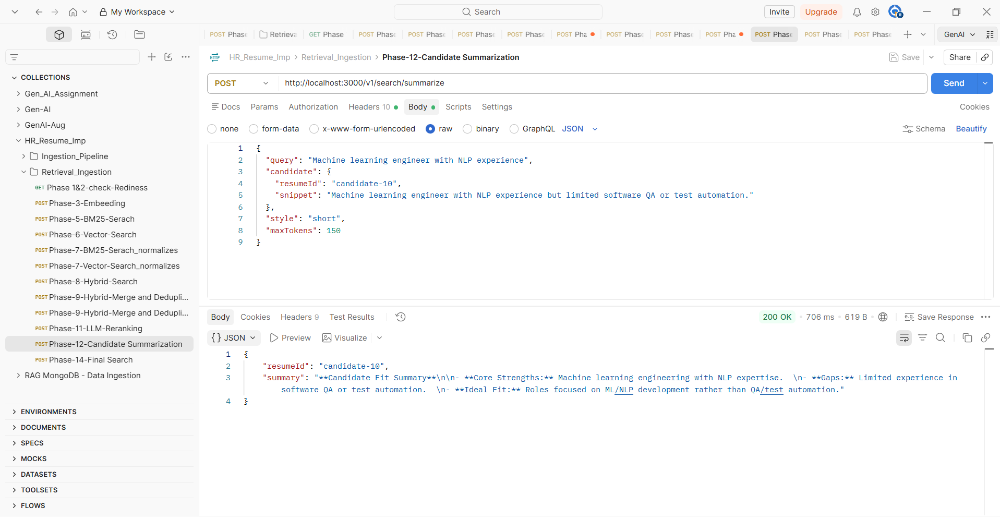 My Workspace
Search
Invite
Upgrade
POST Phase
Retrieva
GET Phase
POST Phase
POST Phase
POST Phase
POST Phase
POST Pha
POST Phase
POST Phase
POST Pha
POST Phase
POST Phase
POST Phase
GenAI
HR_Resume_Imp > Retrieval_Ingestion > Phase-12-Candidate Summarization
Save
Share
COLLECTIONS
Gen_AI_Assignment
Gen-AI
GenAI-Aug
HR_Resume_Imp
Ingestion_Pipeline
Retrieval_Ingestion
GET Phase 1&2-check-Rediness
POST Phase-3-Embeeding
POST Phase-5-BM25-Serach
POST Phase-6-Vector-Search
POST Phase-7-BM25-Serach_normalizes
POST Phase-7-Vector-Search_normalizes
POST Phase-8-Hybrid-Search
POST Phase-9-Hybrid-Merge and Dedupli...
POST Phase-9-Hybrid-Merge and Dedupli...
POST Phase-11-LLM-Reranking
POST Phase-12-Candidate Summarization
POST Phase-14-Final Search
RAG MongoDB - Data Ingestion
ENVIRONMENTS
DOCUMENTS
SPECS
MOCKS
DATASETS
TOOLSETS
FLOWS
HTTP
POST
http://localhost:3000/v1/search/summarize
Send
Docs
Params
Authorization
Headers 10
Body
Scripts
Settings
Cookies
none
form-data
x-www-form-urlencoded
raw
binary
GraphQL
JSON
Schema
Beautify
1 {
2 "query": "Machine learning engineer with NLP experience",
3 "candidate": {
4 "resumeId": "candidate-10",
5 "snippet": "Machine learning engineer with NLP experience but limited software QA or test automation."
6 },
7 "style": "short",
8 "maxTokens": 150
9 }
Body
Cookies
Headers 9
Test Results
200 OK
706 ms
619 B
e.g. Save Response
{} JSON
Preview
Visualize
1 {
2 "resumeId": "candidate-10",
3 "summary": "**Candidate Fit Summary**\n\n- **Core Strengths:** Machine learning engineering with NLP expertise.  \n- **Gaps:** Limited experience in
software QA or test automation.  \n- **Ideal Fit:** Roles focused on ML/NLP development rather than QA/test automation."
4 }